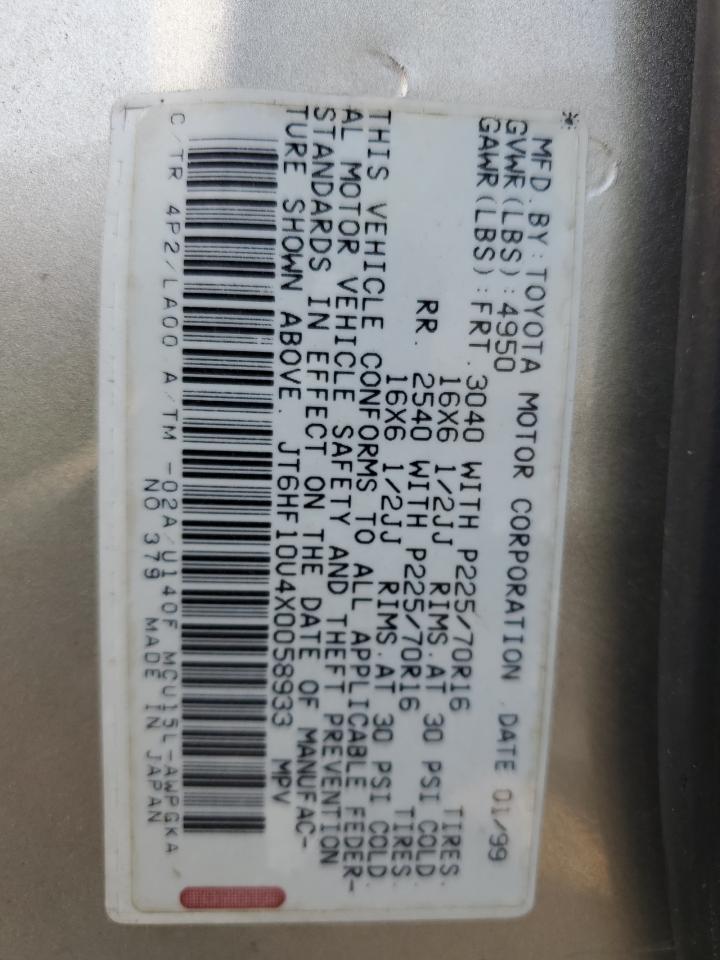 MFD.BY:TOYOTA MOTOR CORPORATION DATE 01/99
GVWR(LBS):4950
GAWR(LBS):FRT.3040 WITH P225/70R16 TIRES.
16X6 1/2JJ RIMS.AT 30 PSI COLD.
RR. 2540 WITH P225/70R16 TIRES.
16X6 1/2JJ RIMS.AT 30 PSI COLD.
THIS VEHICLE CONFORMS TO ALL APPLICABLE FEDER-
AL MOTOR VEHICLE SAFETY AND THEFT PREVENTION
STANDARDS IN EFFECT ON THE DATE OF MANUFAC-
TURE SHOWN ABOVE. JT6HF10U4X0058933 MPV
C/TR 4P2/LA00 A/TM -02A/U140F MCU15L-AWPGKA
NO 379 MADE IN JAPAN